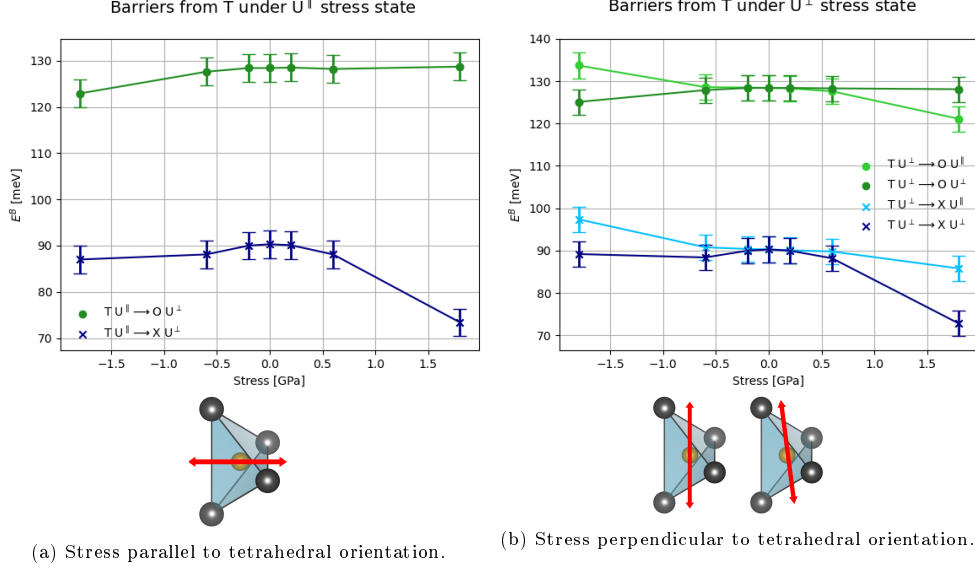 Barriers from T under U∥ stress state
130
120
110
100
90
80
70
E^B [meV]
T U∥ ⟶ O U⊥
T U∥ ⟶ X U⊥
−1.5 −1.0 −0.5 0.0 0.5 1.0 1.5
Stress [GPa]
(a) Stress parallel to tetrahedral orientation.
Barriers from T under U⊥ stress state
140
130
120
110
100
90
80
70
E^B [meV]
T U⊥ ⟶ O U∥
T U⊥ ⟶ O U⊥
T U⊥ ⟶ X U∥
T U⊥ ⟶ X U⊥
−1.5 −1.0 −0.5 0.0 0.5 1.0 1.5
Stress [GPa]
(b) Stress perpendicular to tetrahedral orientation.